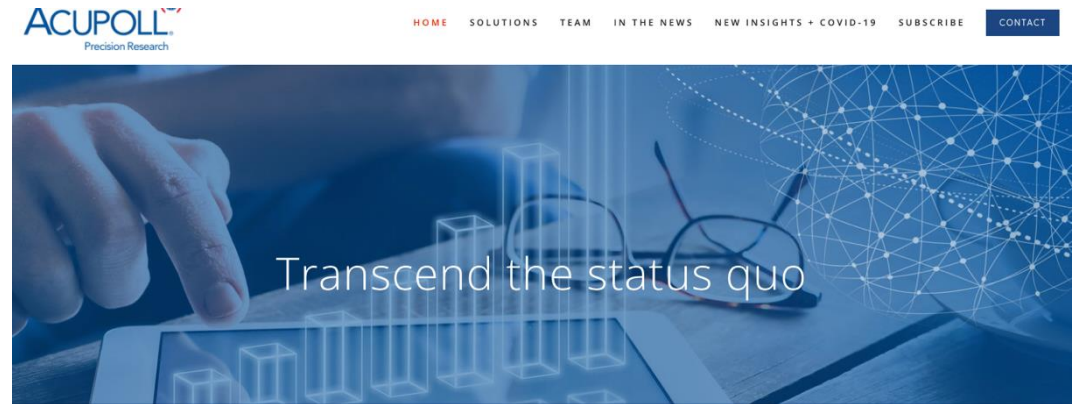 ACUPOLL.
Precision Research
HOME SOLUTIONS TEAM IN THE NEWS NEW INSIGHTS + COVID-19 SUBSCRIBE CONTACT
Transcend the status quo